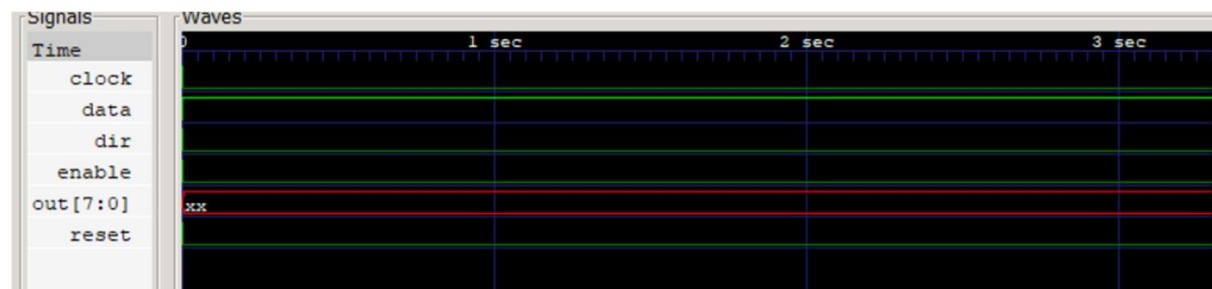 Signals
Waves
Time
0 1 sec 2 sec 3 sec
clock
data
dir
enable
out[7:0] xx
reset